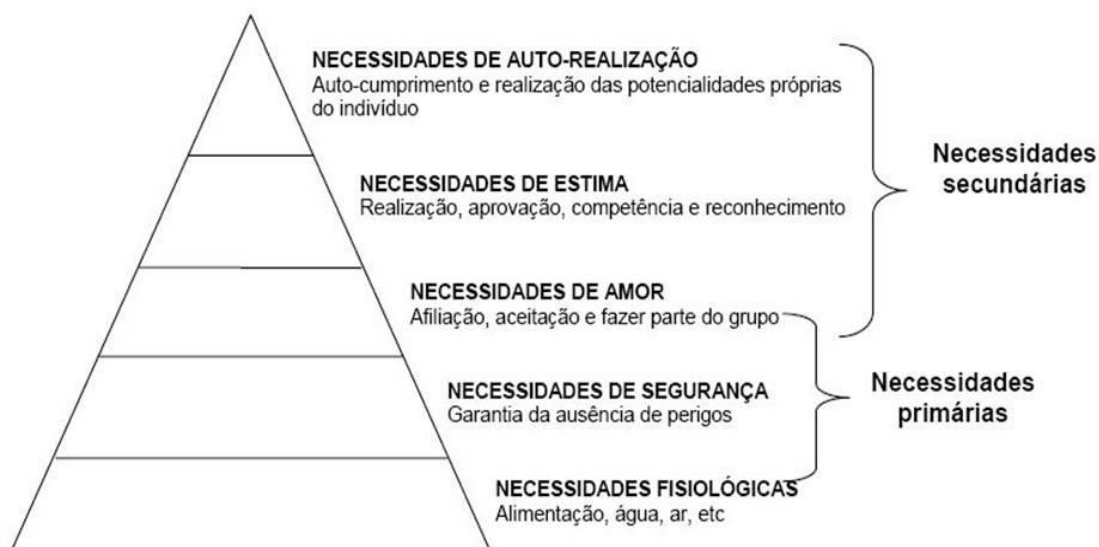 NECESSIDADES DE AUTO-REALIZAÇÃO
Auto-cumprimento e realização das potencialidades próprias
do indivíduo
Necessidades
secundárias
NECESSIDADES DE ESTIMA
Realização, aprovação, competência e reconhecimento
NECESSIDADES DE AMOR
Afiliação, aceitação e fazer parte do grupo
NECESSIDADES DE SEGURANÇA
Garantia da ausência de perigos
Necessidades
primárias
NECESSIDADES FISIOLÓGICAS
Alimentação, água, ar, etc